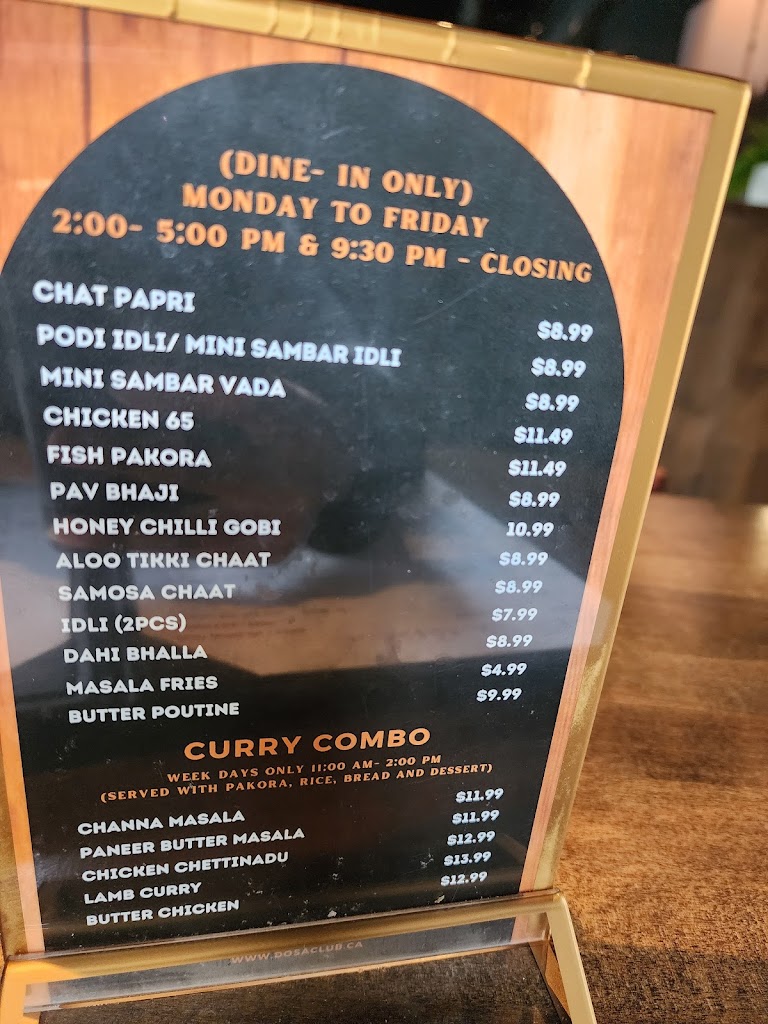 (DINE- IN ONLY)
MONDAY TO FRIDAY
2:00- 5:00 PM & 9:30 PM - CLOSING
CHAT PAPRI $8.99
PODI IDLI/ MINI SAMBAR IDLI $8.99
MINI SAMBAR VADA $8.99
CHICKEN 65 $11.49
FISH PAKORA $11.49
PAV BHAJI $8.99
HONEY CHILLI GOBI 10.99
ALOO TIKKI CHAAT $8.99
SAMOSA CHAAT $8.99
IDLI (2PCS) $7.99
DAHI BHALLA $8.99
MASALA FRIES $4.99
BUTTER POUTINE $9.99
CURRY COMBO
WEEK DAYS ONLY 11:00 AM- 2:00 PM
(SERVED WITH PAKORA, RICE, BREAD AND DESSERT)
CHANNA MASALA $11.99
PANEER BUTTER MASALA $11.99
CHICKEN CHETTINADU $12.99
LAMB CURRY $13.99
BUTTER CHICKEN $12.99
WWW.DOSACLUB.CA